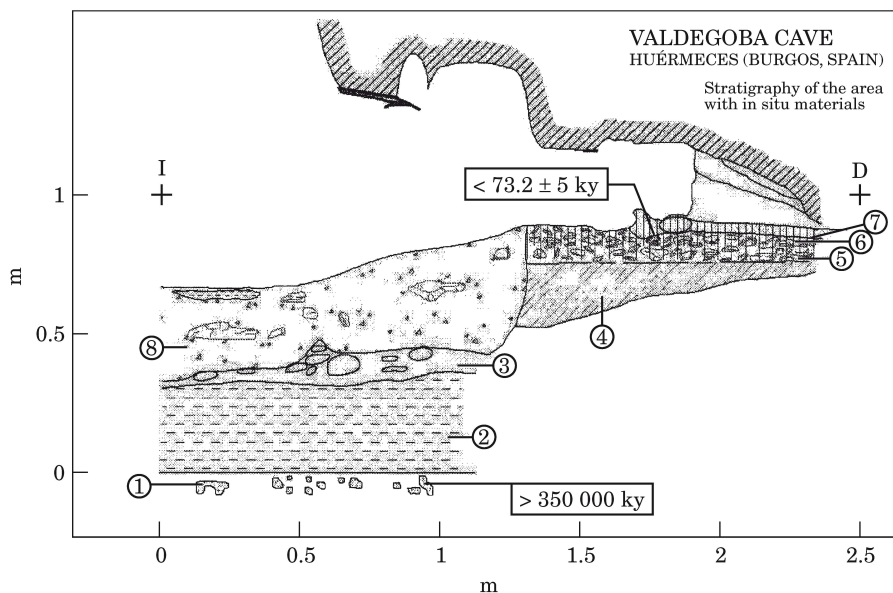 VALDEGOBA CAVE
HUÉRMECES (BURGOS, SPAIN)
Stratigraphy of the area
with in situ materials
I
D
1
< 73.2 ± 5 ky
7
6
5
m
0.5
4
8
3
2
0
1
> 350 000 ky
0
0.5
1
1.5
2
2.5
m